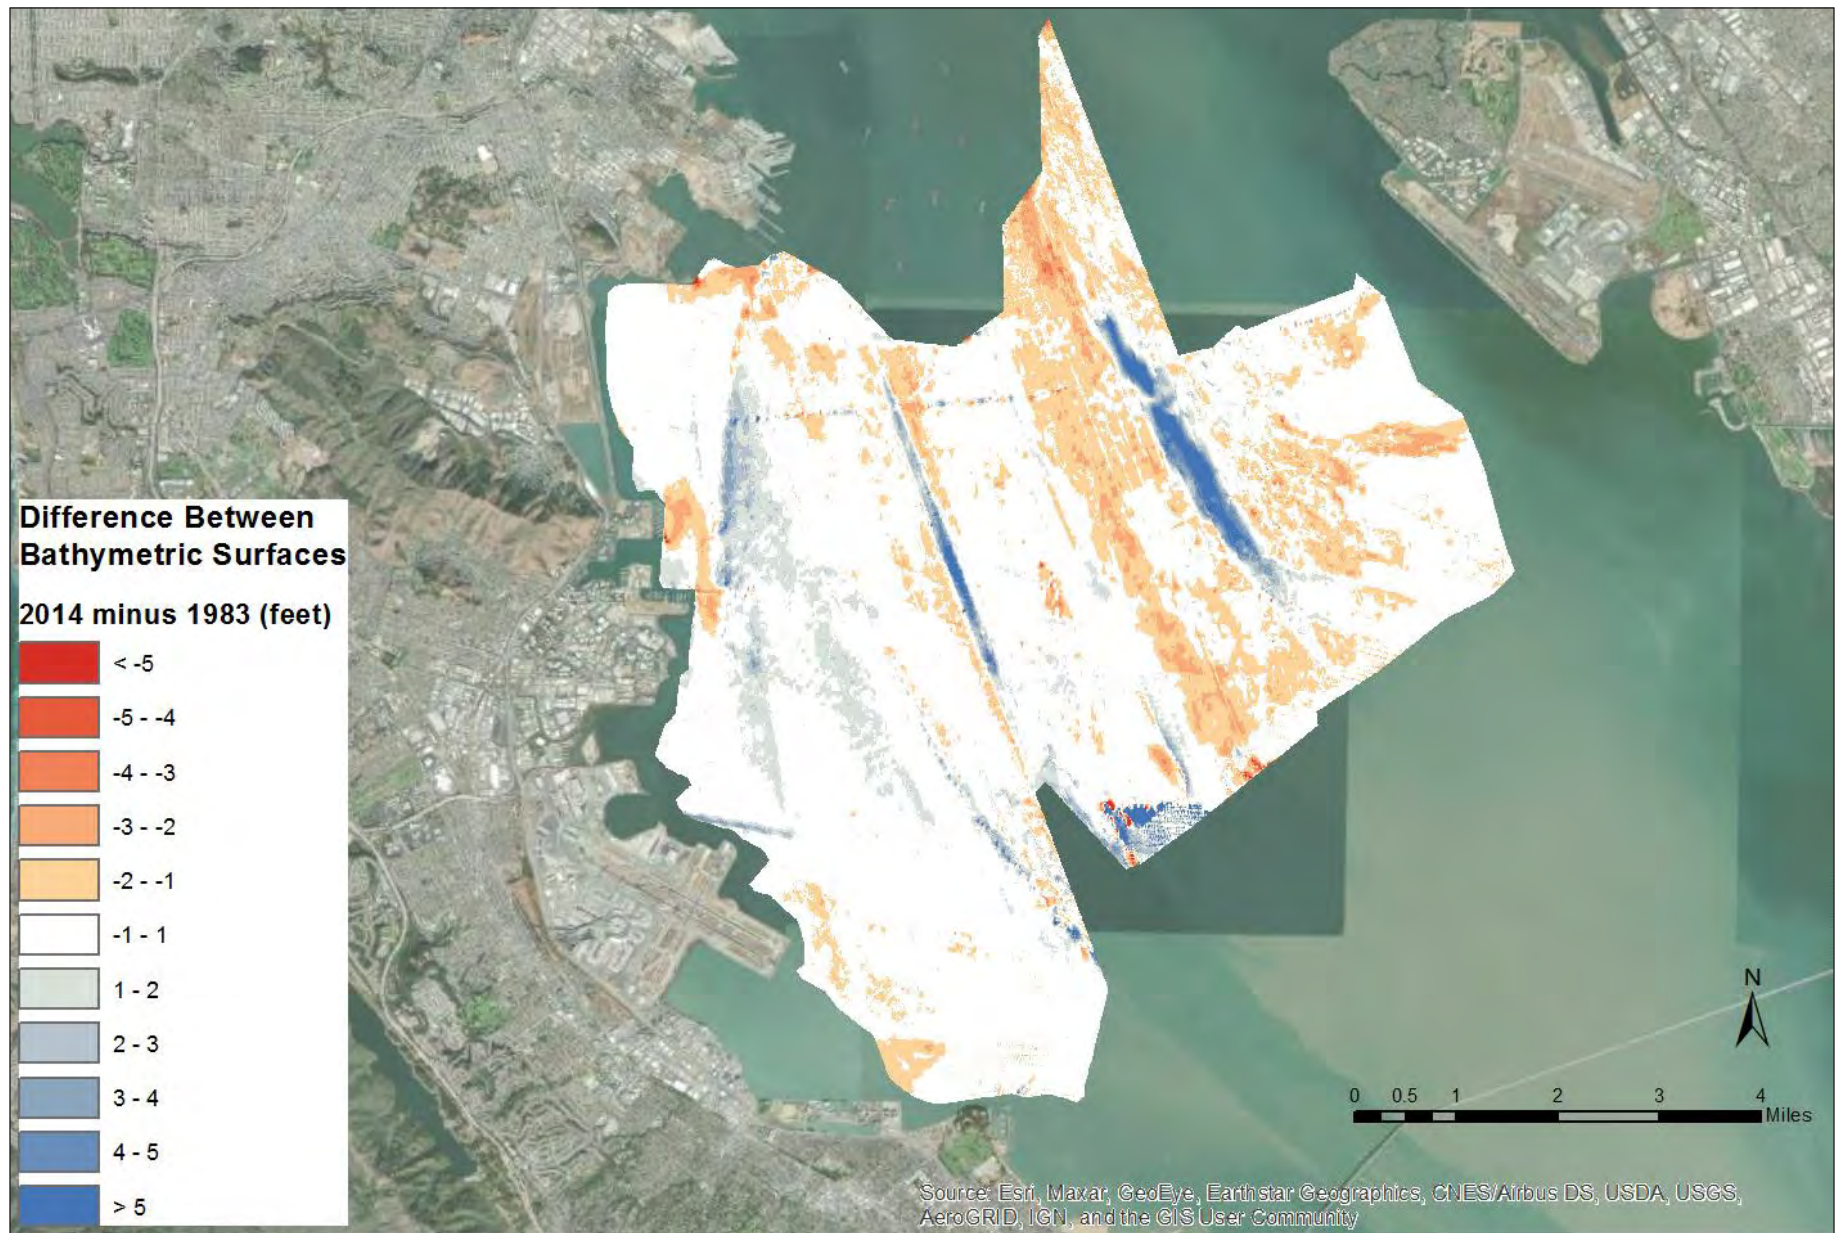 Difference Between
Bathymetric Surfaces
2014 minus 1983 (feet)
< -5
-5 - -4
-4 - -3
-3 - -2
-2 - -1
-1 - 1
1 - 2
2 - 3
3 - 4
4 - 5
> 5
N
0 0.5 1 2 3 4
Miles
Source: Esri, Maxar, GeoEye, Earthstar Geographics, CNES/Airbus DS, USDA, USGS,
AeroGRID, IGN, and the GIS User Community